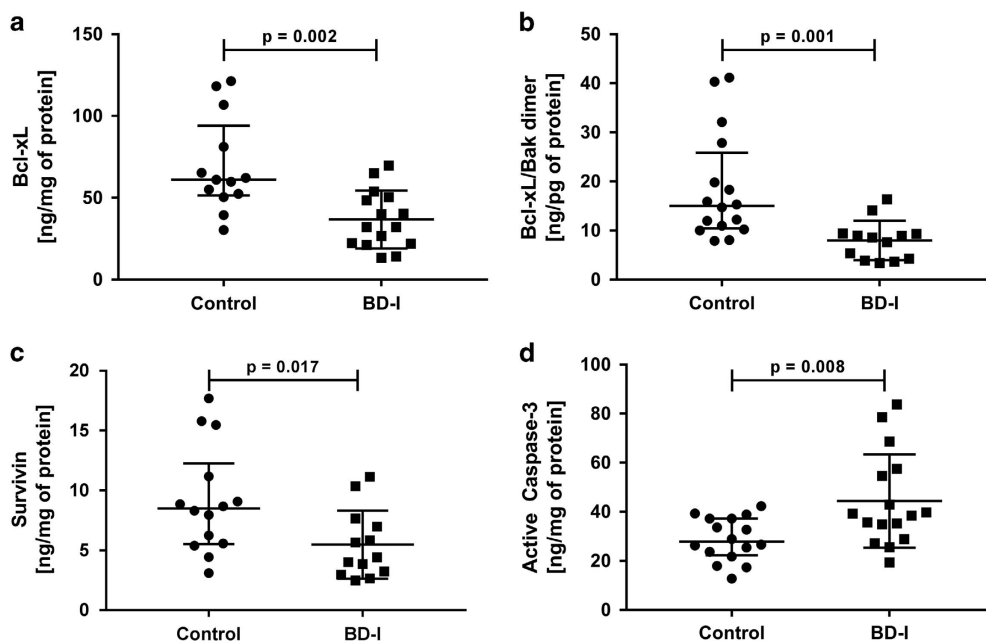 a
Bcl-xL
[ng/mg of protein]
150
100
50
0
p = 0.002
Control
BD-I
b
Bcl-xL/Bak dimer
[ng/pg of protein]
50
40
30
20
10
0
p = 0.001
Control
BD-I
c
Survivin
[ng/mg of protein]
20
15
10
5
0
p = 0.017
Control
BD-I
d
Active Caspase-3
[ng/mg of protein]
100
80
60
40
20
0
p = 0.008
Control
BD-I